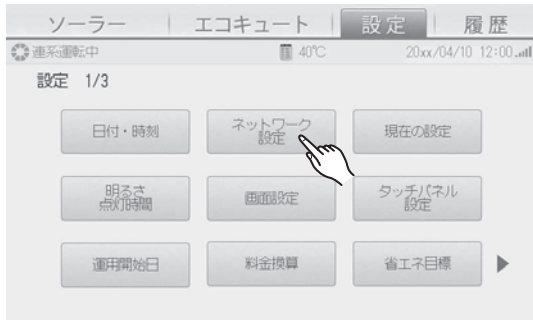 ソーラー エコキュート 設定 履歴
連系運転中 40℃ 20xx/04/10 12:00
設定 1/3
日付・時刻
ネットワーク
設定
現在の設定
明るさ
点灯時間
画面設定
タッチパネル
設定
運用開始日
料金換算
省エネ目標